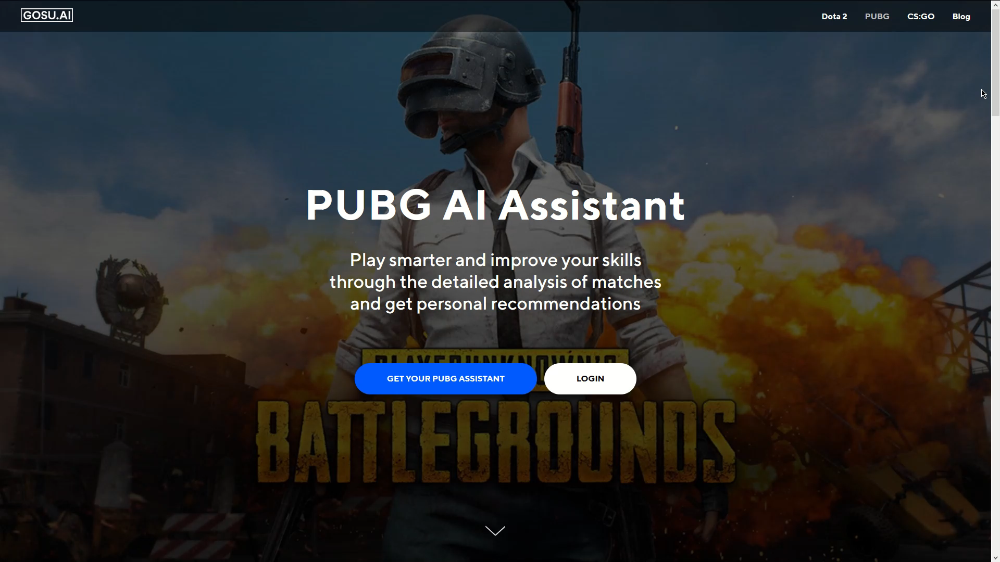 GOSU.AI
Dota 2 PUBG CS:GO Blog
PUBG AI Assistant
Play smarter and improve your skills
through the detailed analysis of matches
and get personal recommendations
PLAYERUNKNOWN'S
GET YOUR PUBG ASSISTANT LOGIN
BATTLEGROUNDS